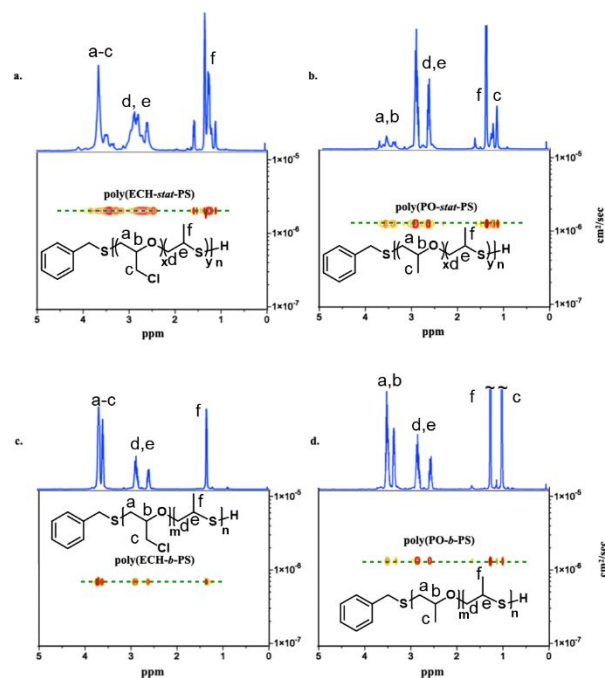 a.
a-c
d, e
f
poly(ECH-stat-PS)
a b O f S H
S c d e x y n
Cl
1×10⁻⁵
1×10⁻⁶
1×10⁻⁷
5 4 3 2 1 0
ppm
b.
a,b
d,e
f c
poly(PO-stat-PS)
a b O f S H
S c d e x y n
1×10⁻⁵
1×10⁻⁶
1×10⁻⁷
cm²/sec
5 4 3 2 1 0
ppm
c.
a-c
d,e
f
a b O f S H
S c m d e n
Cl
poly(ECH-b-PS)
1×10⁻⁵
1×10⁻⁶
1×10⁻⁷
5 4 3 2 1 0
ppm
d.
a,b
d,e
f ~ ~ c
poly(PO-b-PS)
a b O f S H
S c m d e n
1×10⁻⁵
1×10⁻⁶
1×10⁻⁷
cm²/sec
5 4 3 2 1 0
ppm